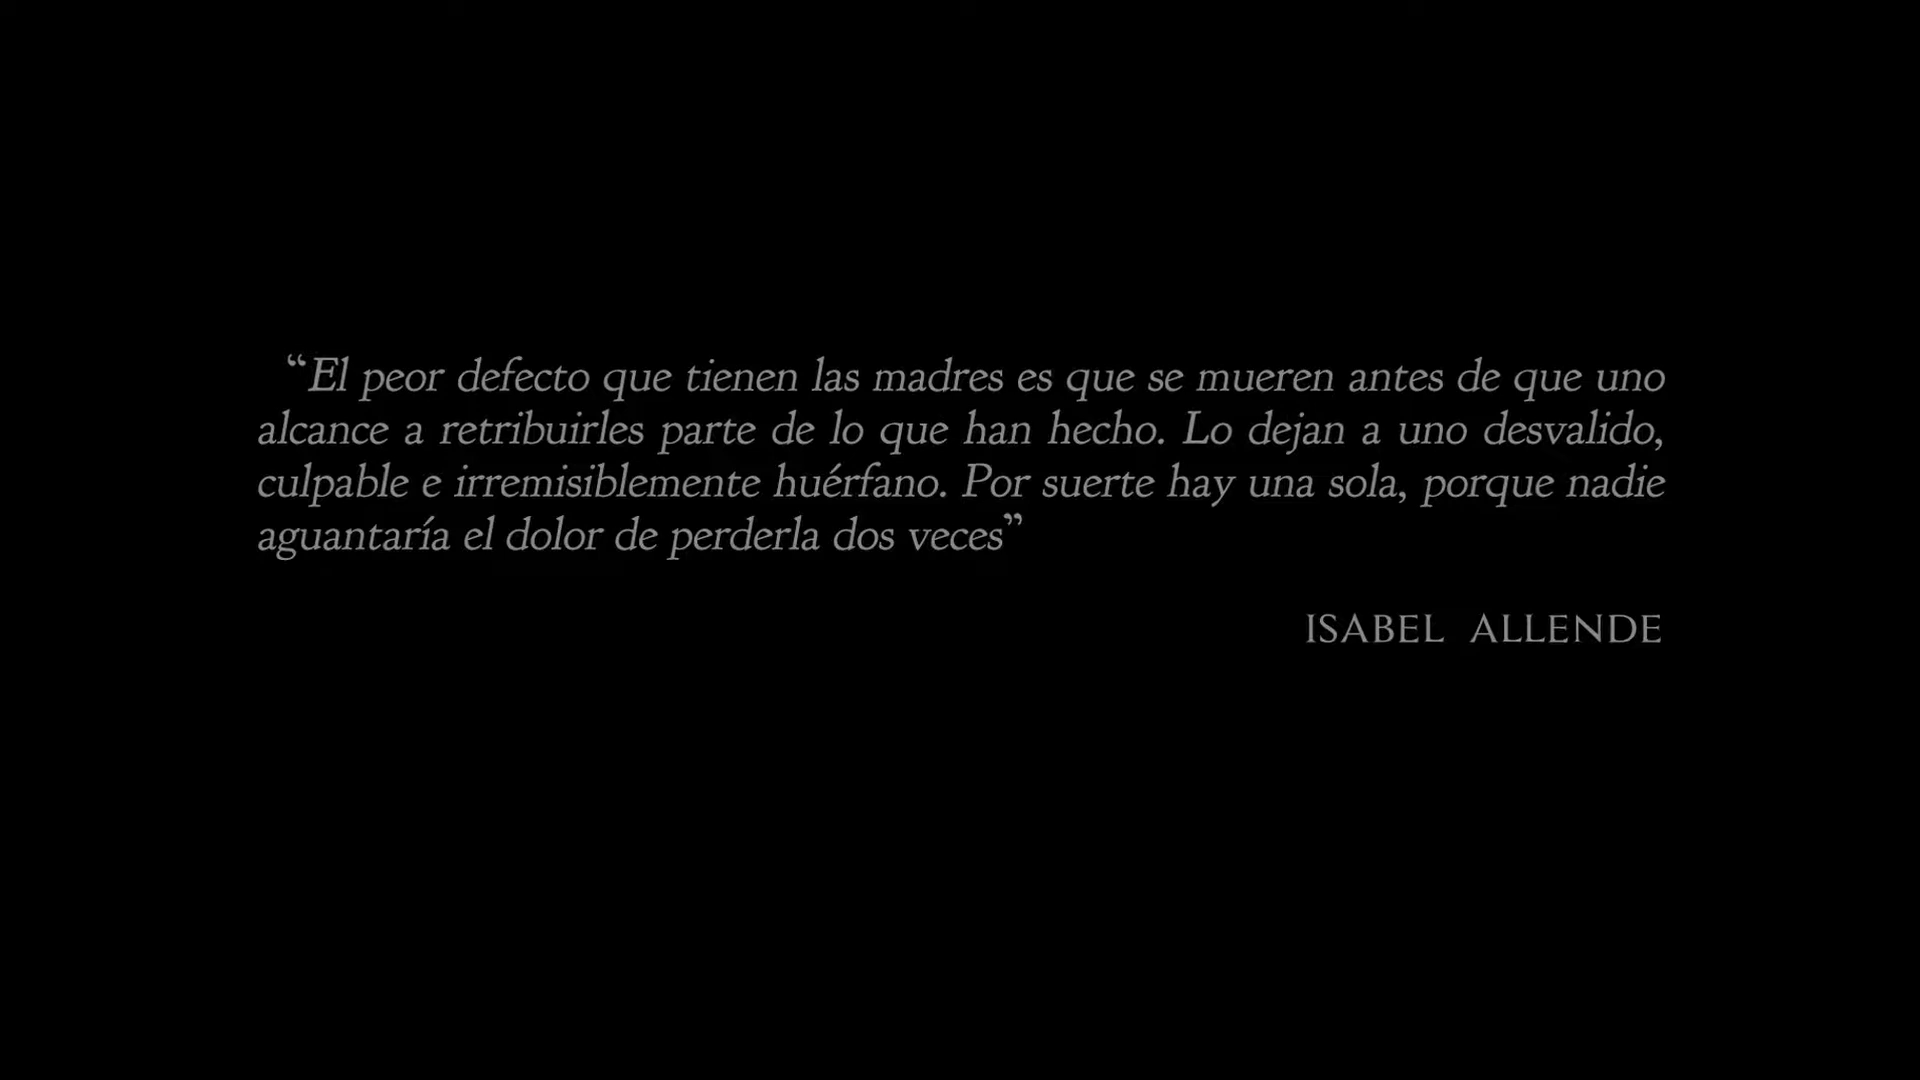 “El peor defecto que tienen las madres es que se mueren antes de que uno
alcance a retribuirles parte de lo que han hecho. Lo dejan a uno desvalido,
culpable e irremisiblemente huérfano. Por suerte hay una sola, porque nadie
aguantaría el dolor de perderla dos veces”
ISABEL ALLENDE